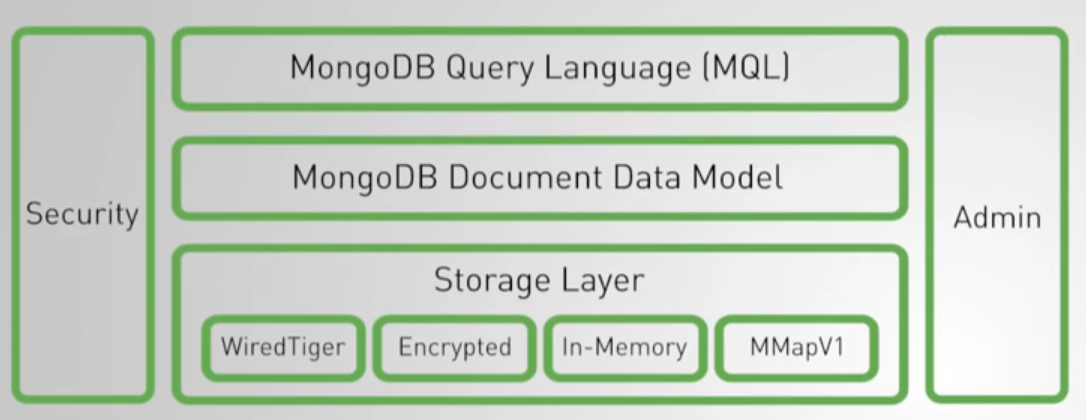 MongoDB Query Language (MQL)
MongoDB Document Data Model
Security
Admin
Storage Layer
WiredTiger
Encrypted
In-Memory
MMapV1